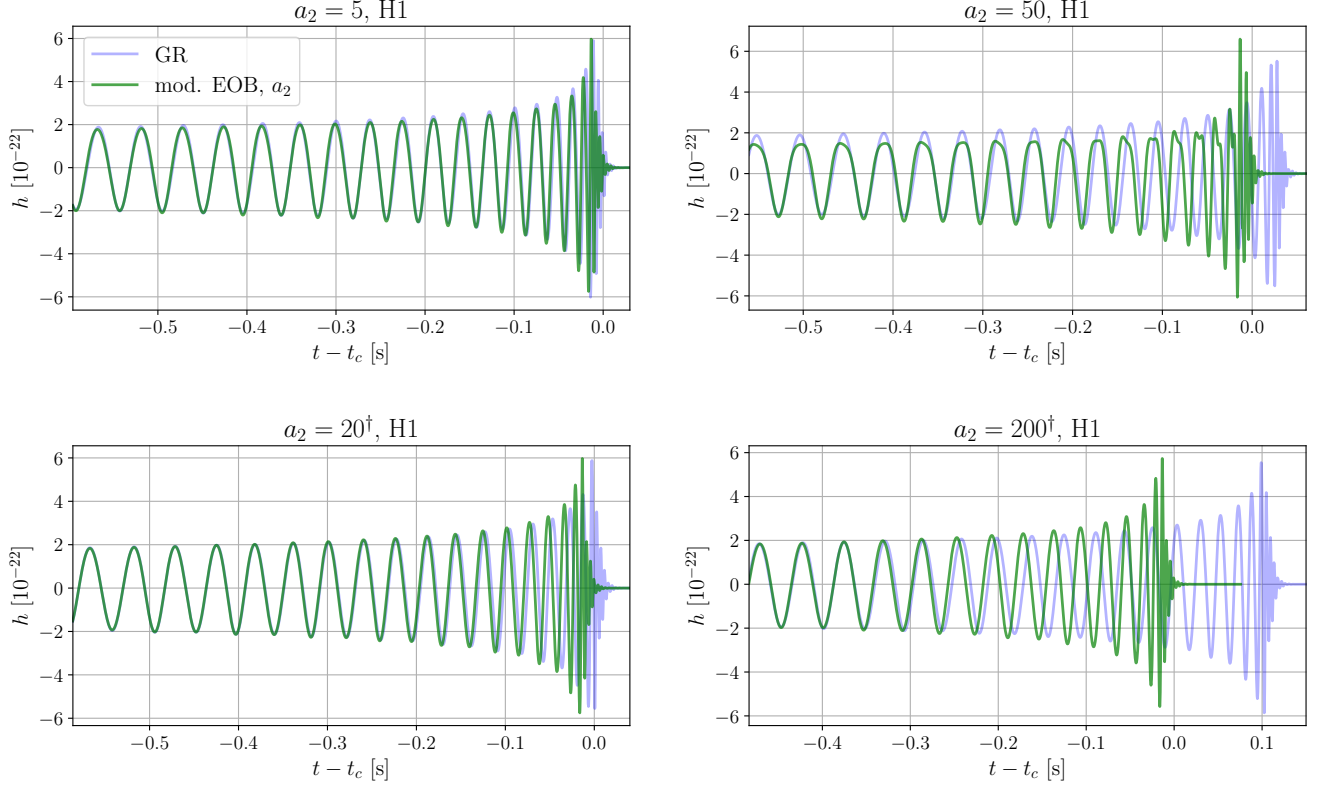 a₂ = 5, H1
GR
mod. EOB, a₂
h [10⁻²²]
6
4
2
0
−2
−4
−6
−0.5 −0.4 −0.3 −0.2 −0.1 0.0
t − t_c [s]
a₂ = 50, H1
h [10⁻²²]
6
4
2
0
−2
−4
−6
−0.5 −0.4 −0.3 −0.2 −0.1 0.0
t − t_c [s]
a₂ = 20†, H1
h [10⁻²²]
6
4
2
0
−2
−4
−6
−0.5 −0.4 −0.3 −0.2 −0.1 0.0
t − t_c [s]
a₂ = 200†, H1
h [10⁻²²]
6
4
2
0
−2
−4
−6
−0.4 −0.3 −0.2 −0.1 0.0 0.1
t − t_c [s]